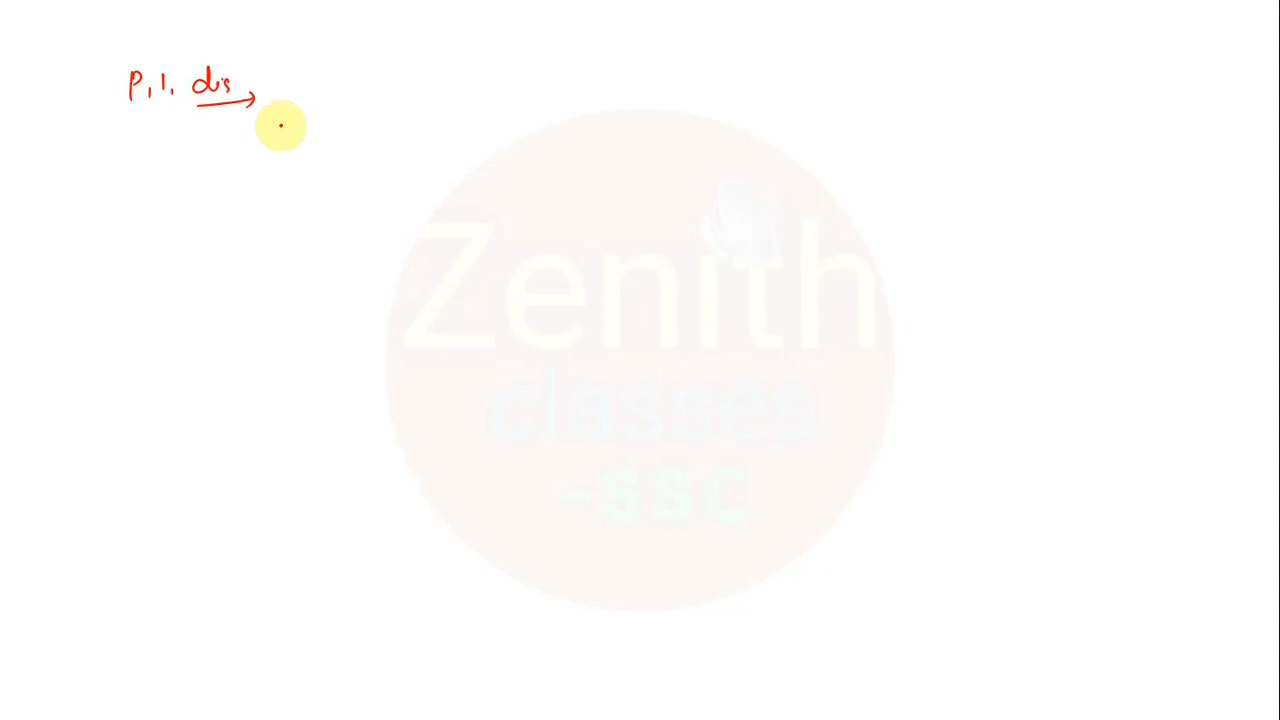 P, l, dis →
Zenith
classes
-SSC